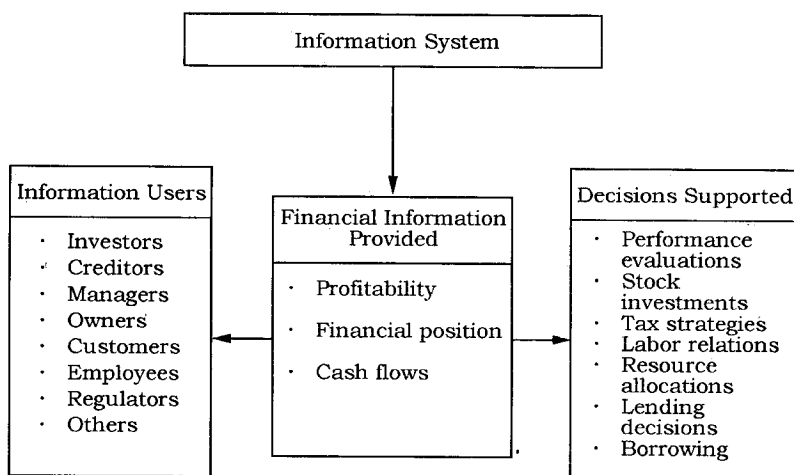 Information System
Information Users
· Investors
· Creditors
· Managers
· Owners
· Customers
· Employees
· Regulators
· Others
Financial Information
Provided
· Profitability
· Financial position
· Cash flows
Decisions Supported
· Performance
evaluations
· Stock
investments
· Tax strategies
· Labor relations
· Resource
allocations
· Lending
decisions
· Borrowing